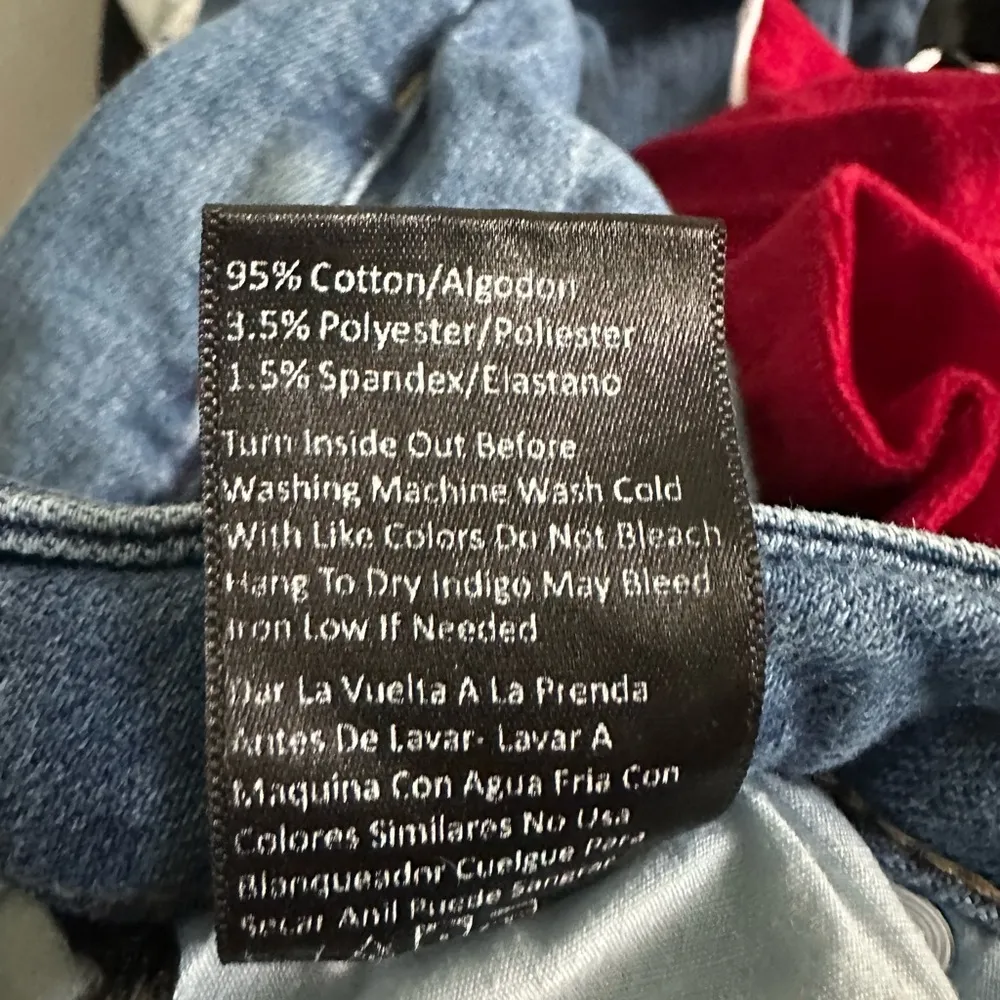 95% Cotton/Algodon
3.5% Polyester/Poliester
1.5% Spandex/Elastano
Turn Inside Out Before
Washing Machine Wash Cold
With Like Colors Do Not Bleach
Hang To Dry Indigo May Bleed
Iron Low If Needed
Dar La Vuelta A La Prenda
Antes De Lavar- Lavar A
Maquina Con Agua Fria Con
Colores Similares No Usa
Blanqueador Cuelgue Para
Secar Anil Puede